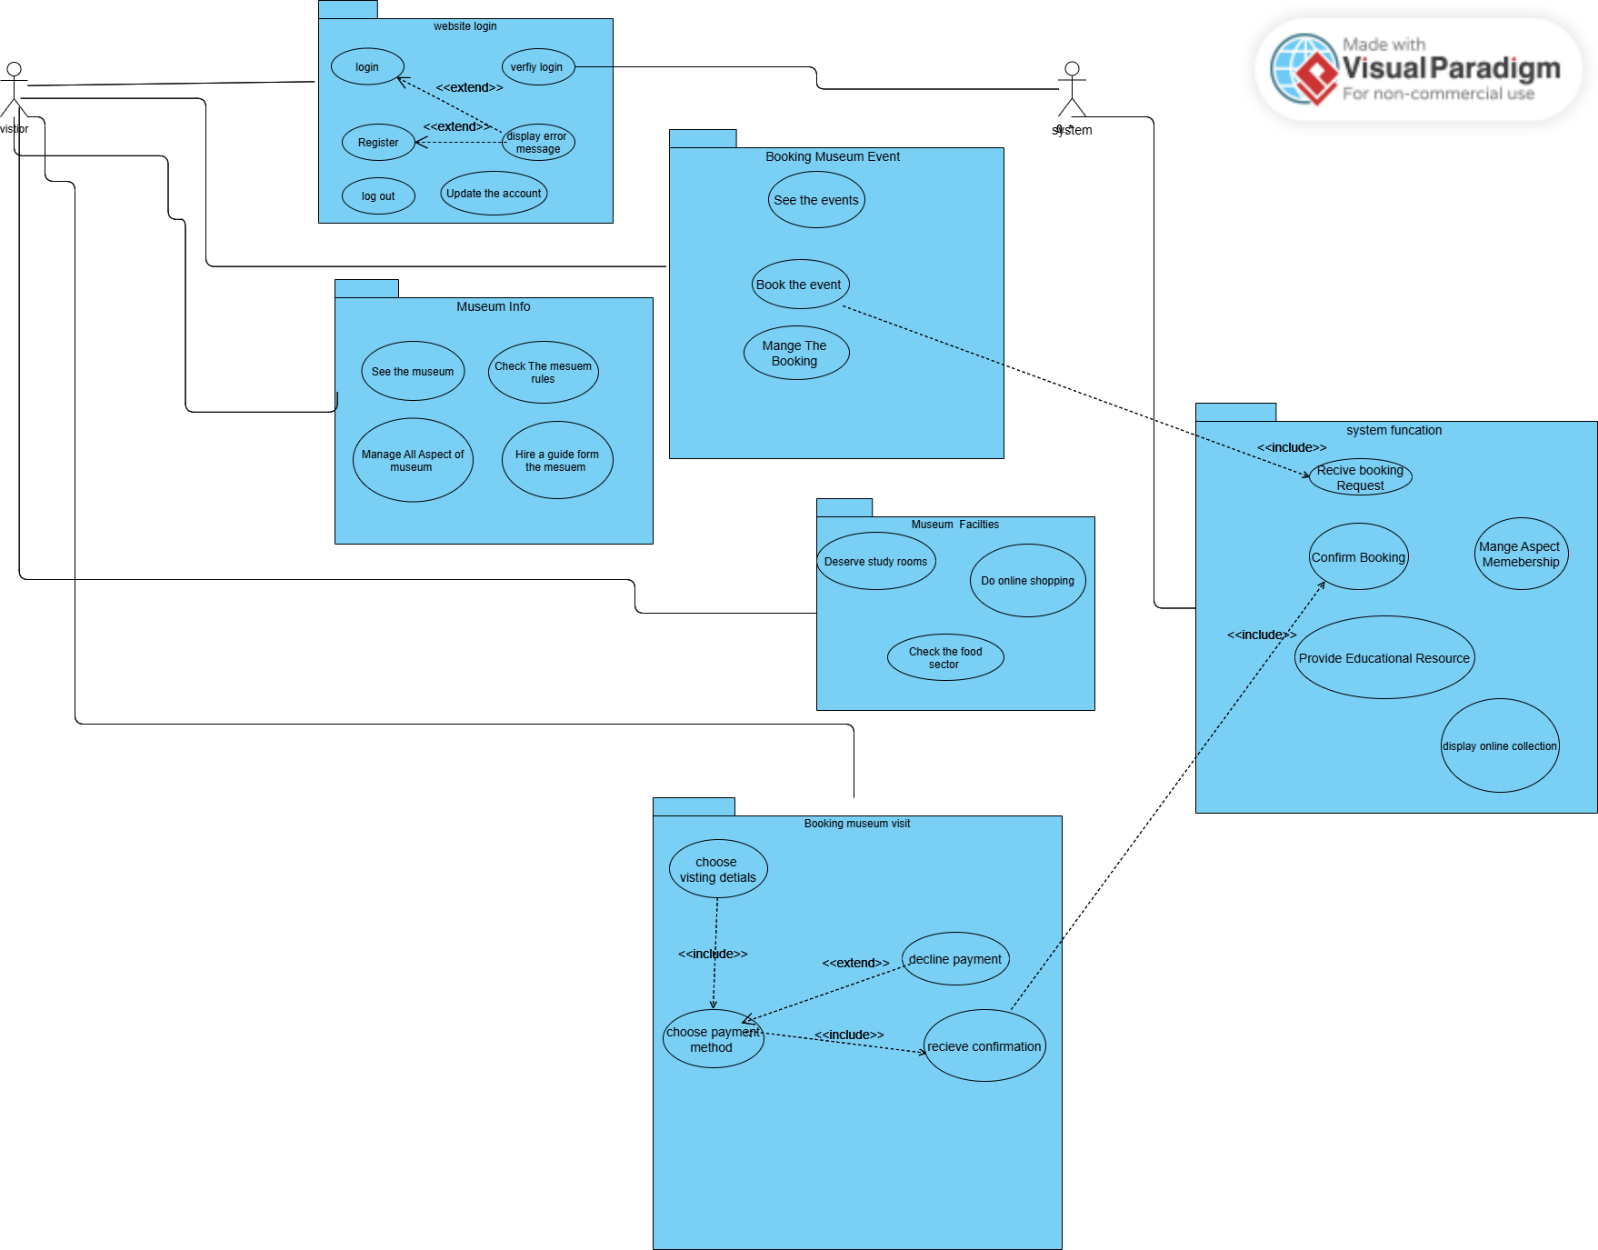 Made with
VisualParadigm
For non-commercial use
website login
login
verfiy login
<<extend>>
<<extend>>
Register
display error
message
log out
Update the account
vistior
system
Booking Museum Event
See the events
Book the event
Mange The
Booking
Museum Info
See the museum
Check The mesuem
rules
Manage All Aspect of
museum
Hire a guide form
the mesuem
system funcation
<<include>>
Recive booking
Request
Confirm Booking
Mange Aspect
Memebership
<<include>>
Provide Educational Resource
display online collection
Museum  Facilties
Deserve study rooms
Do online shopping
Check the food
sector
Booking museum visit
choose
visting detials
<<include>>
<<extend>>
decline payment
choose payment
method
<<include>>
recieve confirmation